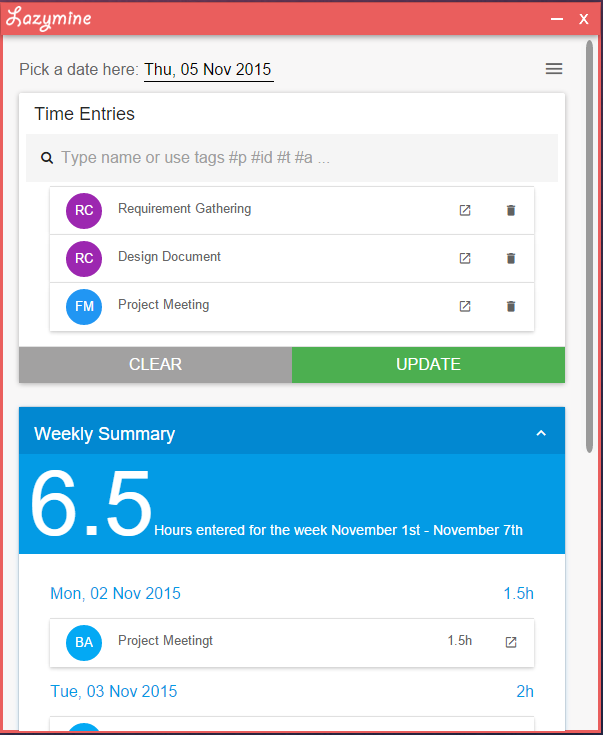 Lazymine
Pick a date here: Thu, 05 Nov 2015
Time Entries
Type name or use tags #p #id #t #a ...
RC Requirement Gathering
RC Design Document
FM Project Meeting
CLEAR UPDATE
Weekly Summary
6.5 Hours entered for the week November 1st - November 7th
Mon, 02 Nov 2015 1.5h
BA Project Meetingt 1.5h
Tue, 03 Nov 2015 2h